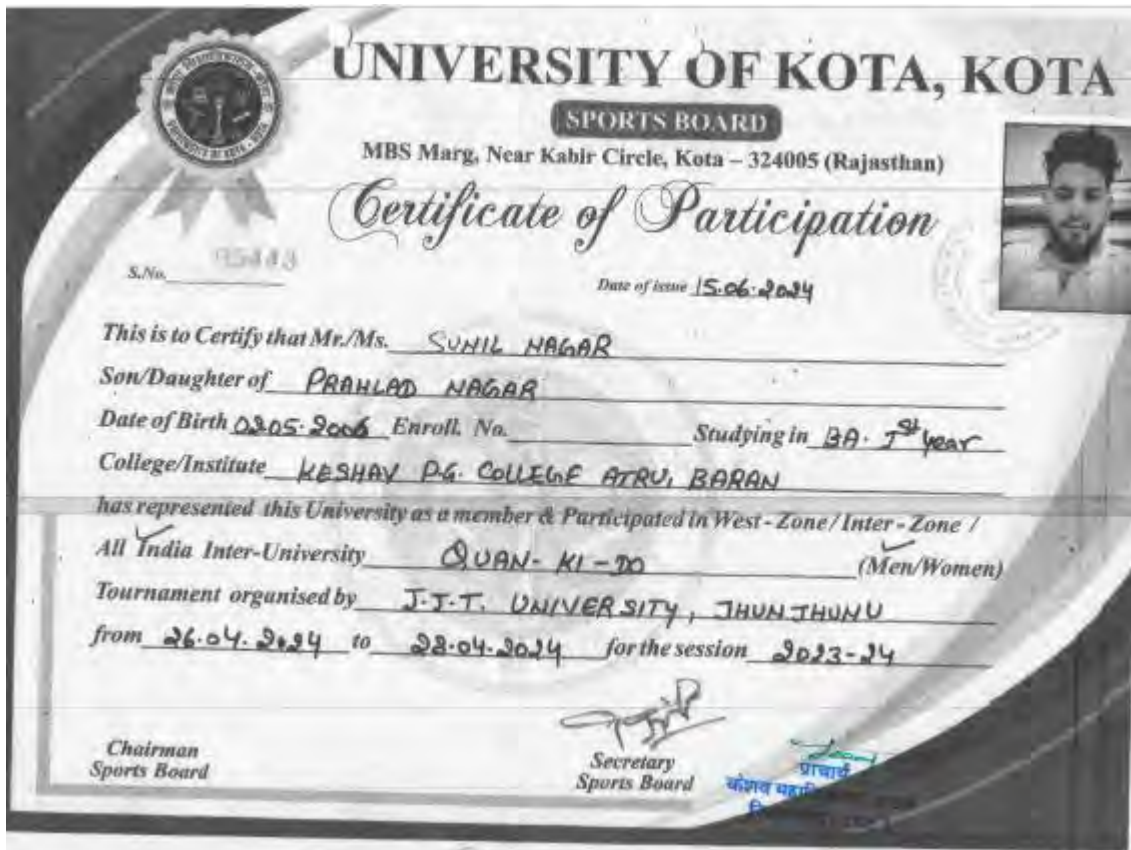 UNIVERSITY OF KOTA, KOTA
SPORTS BOARD
MBS Marg, Near Kabir Circle, Kota – 324005 (Rajasthan)
Certificate of Participation
S.No. 95443
Date of issue 15.06.2024
This is to Certify that Mr./Ms. SUNIL NAGAR
Son/Daughter of PRAHLAD NAGAR
Date of Birth 02.05.2006 Enroll. No. Studying in BA. Ist year
College/Institute KESHAV P.G. COLLEGE ATRU, BARAN
has represented this University as a member & Participated in West - Zone / Inter - Zone /
All India Inter-University QUAN-KI-DO (Men/Women)
Tournament organised by J.J.T. UNIVERSITY, JHUNJHUNU
from 26.04.2024 to 28.04.2024 for the session 2023-24
Chairman
Sports Board
Secretary
Sports Board
प्राचार्य